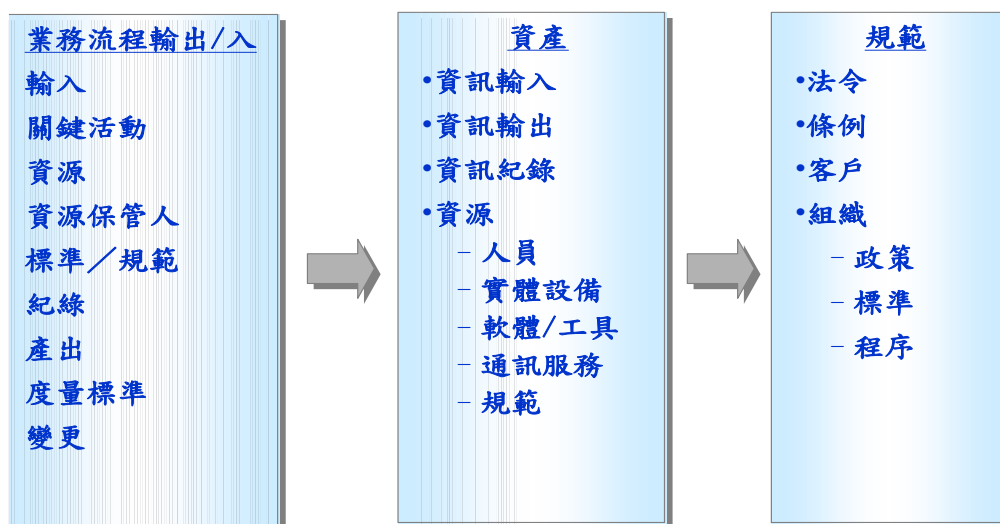 業務流程輸出/入
輸入
關鍵活動
資源
資源保管人
標準／規範
紀綠
產出
度量標準
變更
資產
•資訊輸入
•資訊輸出
•資訊紀錄
•資源
– 人員
– 實體設備
– 軟體/工具
– 通訊服務
– 規範
規範
•法令
•條例
•客戶
•組織
– 政策
– 標準
– 程序